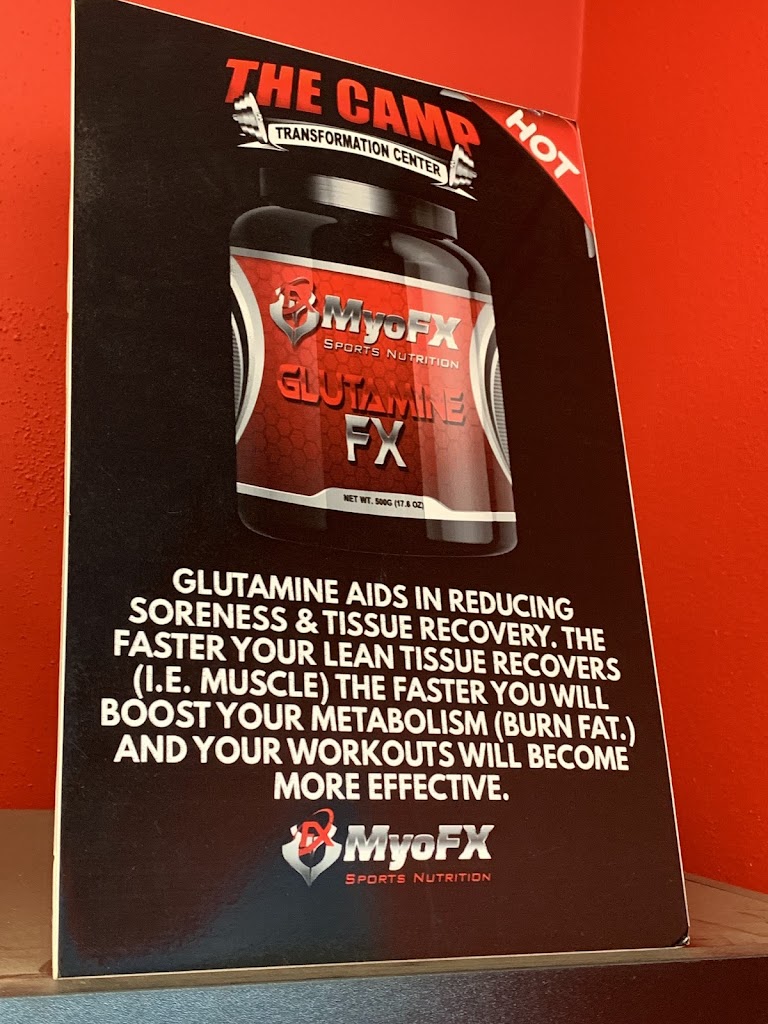 THE CAMP
TRANSFORMATION CENTER
HOT
MyoFX
SPORTS NUTRITION
GLUTAMINE
FX
NET WT. 500G (17.6 OZ)
GLUTAMINE AIDS IN REDUCING
SORENESS & TISSUE RECOVERY. THE
FASTER YOUR LEAN TISSUE RECOVERS
(I.E. MUSCLE) THE FASTER YOU WILL
BOOST YOUR METABOLISM (BURN FAT.)
AND YOUR WORKOUTS WILL BECOME
MORE EFFECTIVE.
FX MyoFX
SPORTS NUTRITION